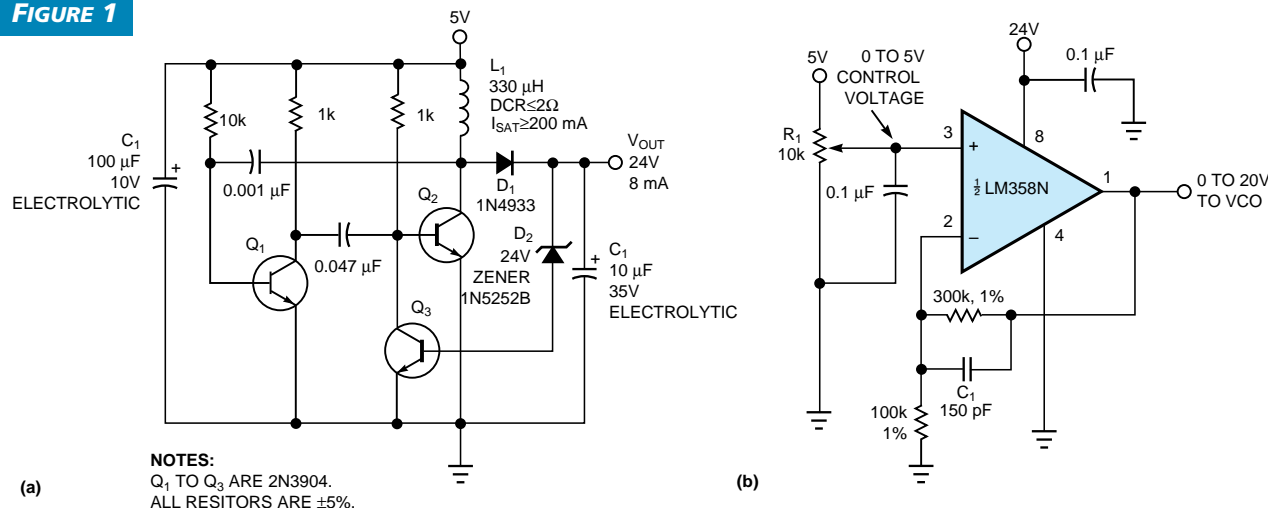 FIGURE 1
5V
10k
1k
1k
L1
330 µH
DCR≤2Ω
ISAT≥200 mA
C1
100 µF
10V
ELECTROLYTIC
+
0.001 µF
VOUT
24V
8 mA
D1
1N4933
Q1
0.047 µF
Q2
D2
24V
ZENER
1N5252B
Q3
+
C1
10 µF
35V
ELECTROLYTIC
NOTES:
Q1 TO Q3 ARE 2N3904.
ALL RESITORS ARE ±5%.
(a)
5V
0 TO 5V
CONTROL
VOLTAGE
24V
0.1 µF
R1
10k
0.1 µF
3
+
8
½ LM358N
1
2
–
4
0 TO 20V
TO VCO
300k, 1%
C1
150 pF
100k
1%
(b)